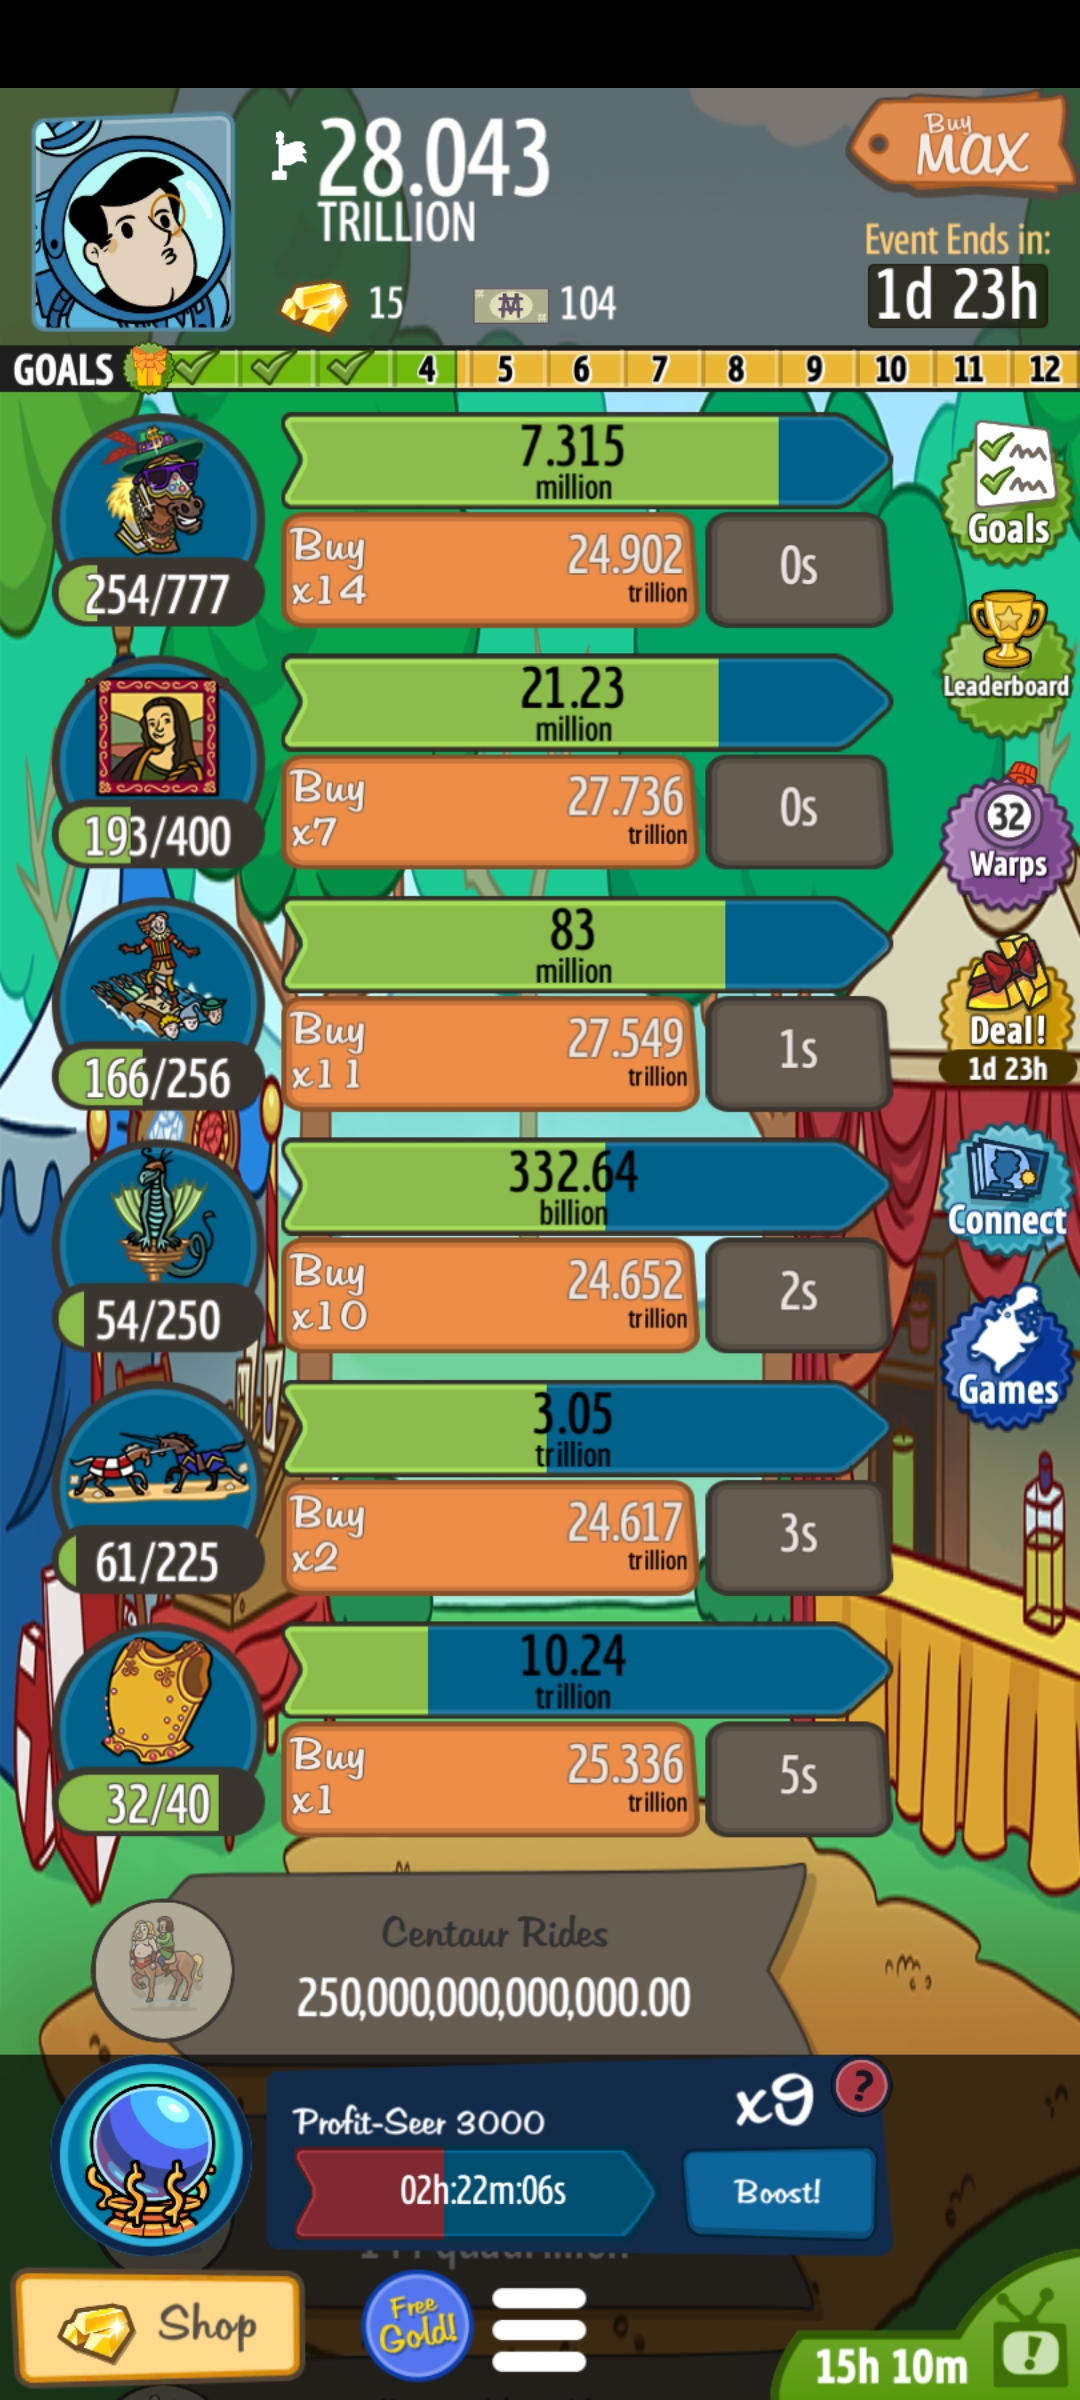 28.043
TRILLION
Buy
MAX
15
104
Event Ends in:
1d 23h
GOALS 4 5 6 7 8 9 10 11 12
7.315
million
Buy
x14
24.902
trillion
0s
254/777
Goals
21.23
million
Leaderboard
Buy
x7
27.736
trillion
0s
193/400
32
Warps
83
million
Buy
x11
27.549
trillion
1s
166/256
Deal!
1d 23h
332.64
billion
Connect
Buy
x10
24.652
trillion
2s
54/250
Games
3.05
trillion
Buy
x2
24.617
trillion
3s
61/225
10.24
trillion
Buy
x1
25.336
trillion
5s
32/40
Centaur Rides
250,000,000,000,000.00
Profit-Seer 3000
x9
?
02h:22m:06s
Boost!
Shop
Free
Gold!
15h 10m
!